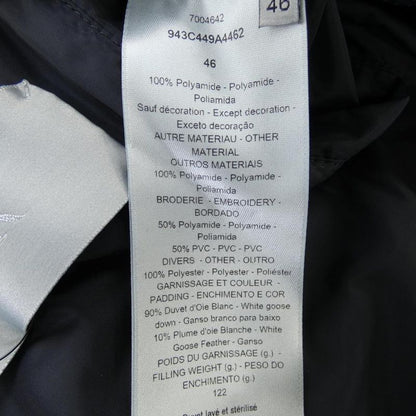 46
7004642
943C449A4462
46
100% Polyamide - Polyamide -
Poliamida
Sauf décoration - Except decoration -
Exceto decoração
AUTRE MATERIAU - OTHER
MATERIAL
OUTROS MATERIAIS
100% Polyamide - Polyamide -
Poliamida
BRODERIE - EMBROIDERY -
BORDADO
50% Polyamide - Polyamide -
Poliamida
50% PVC - PVC - PVC
DIVERS - OTHER - OUTRO
100% Polyester - Polyester - Poliéster
GARNISSAGE ET COULEUR -
PADDING - ENCHIMENTO E COR
90% Duvet d'Oie Blanc - White goose
down - Ganso branco para baixo
10% Plume d'oie Blanche - White
Goose Feather - Ganso
POIDS DU GARNISSAGE (g.) -
FILLING WEIGHT (g.) - PESO DO
ENCHIMENTO (g.)
122
Duvet lavé et stérilisé